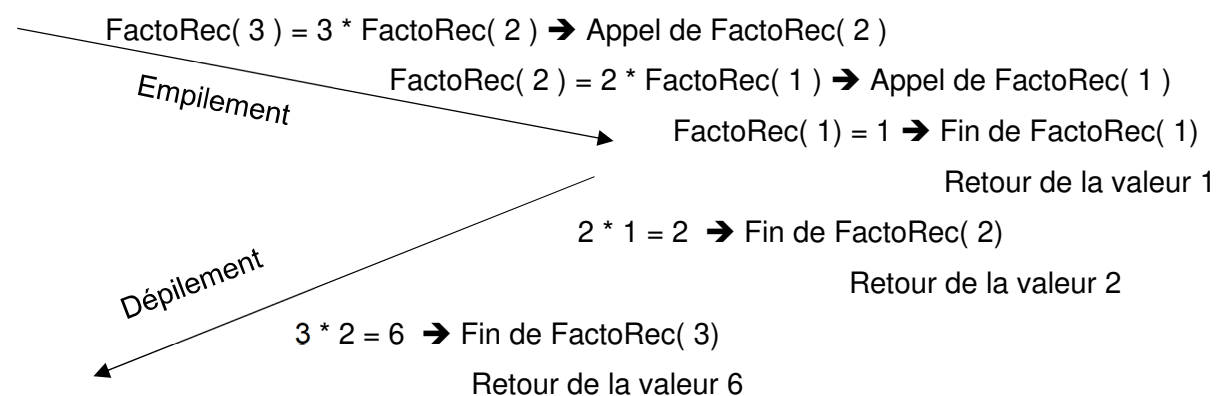 FactoRec( 3 ) = 3 * FactoRec( 2 ) ➔ Appel de FactoRec( 2 )
Empilement
FactoRec( 2 ) = 2 * FactoRec( 1 ) ➔ Appel de FactoRec( 1 )
FactoRec( 1) = 1 ➔ Fin de FactoRec( 1)
Retour de la valeur 1
2 * 1 = 2 ➔ Fin de FactoRec( 2)
Retour de la valeur 2
Dépilement
3 * 2 = 6 ➔ Fin de FactoRec( 3)
Retour de la valeur 6